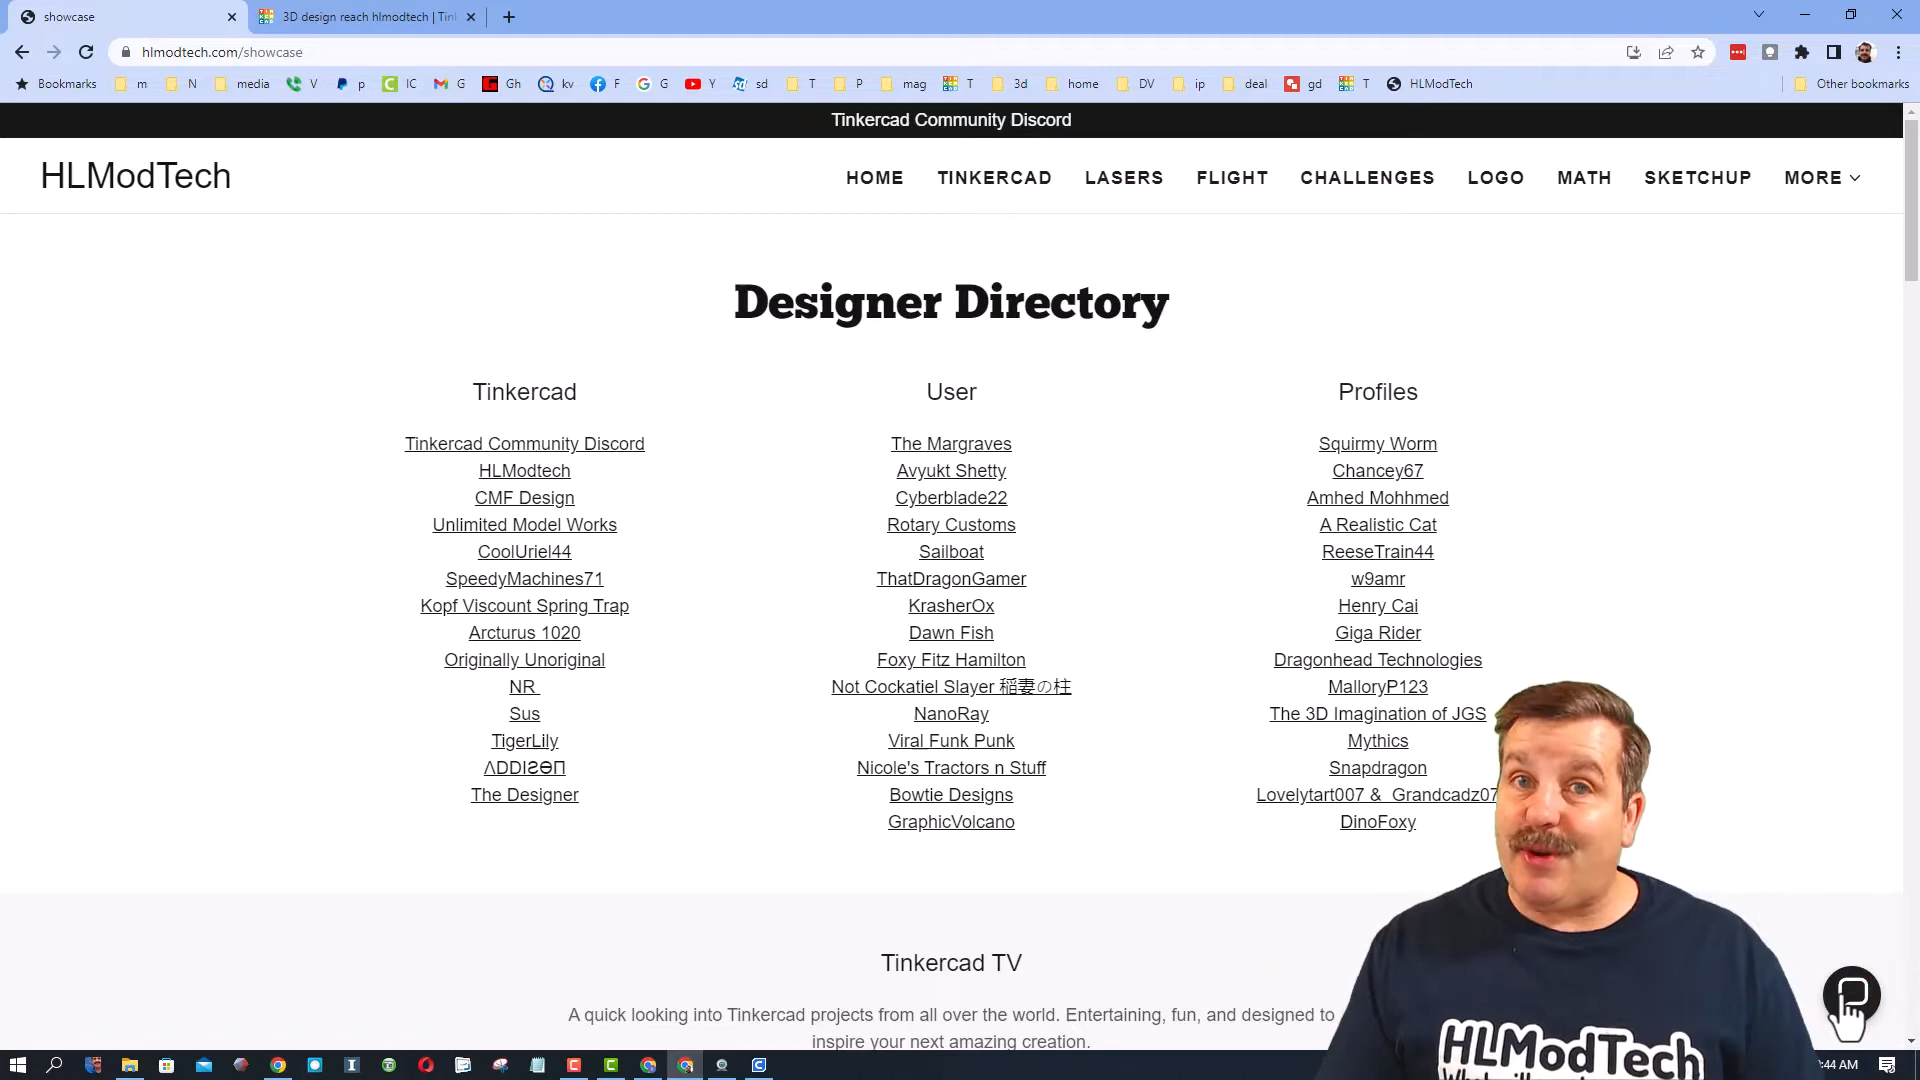 showcase
3D design reach hlmodtech | Tin
hlmodtech.com/showcase
Bookmarks m N media V p IC G Gh kv F G Y sd T P mag T 3d home DV ip deal gd T HLModTech Other bookmarks
Tinkercad Community Discord
HLModTech
HOME TINKERCAD LASERS FLIGHT CHALLENGES LOGO MATH SKETCHUP MORE
Designer Directory
Tinkercad
Tinkercad Community Discord
HLModtech
CMF Design
Unlimited Model Works
CoolUriel44
SpeedyMachines71
Kopf Viscount Spring Trap
Arcturus 1020
Originally Unoriginal
NR
Sus
TigerLily
ΛDDIƧӨП
The Designer
User
The Margraves
Avyukt Shetty
Cyberblade22
Rotary Customs
Sailboat
ThatDragonGamer
KrasherOx
Dawn Fish
Foxy Fitz Hamilton
Not Cockatiel Slayer 稲妻の柱
NanoRay
Viral Funk Punk
Nicole's Tractors n Stuff
Bowtie Designs
GraphicVolcano
Profiles
Squirmy Worm
Chancey67
Amhed Mohhmed
A Realistic Cat
ReeseTrain44
w9amr
Henry Cai
Giga Rider
Dragonhead Technologies
MalloryP123
The 3D Imagination of JGS
Mythics
Snapdragon
Lovelytart007 & Grandcadz07
DinoFoxy
Tinkercad TV
A quick looking into Tinkercad projects from all over the world. Entertaining, fun, and designed to
inspire your next amazing creation.
HLModTech
:44 AM